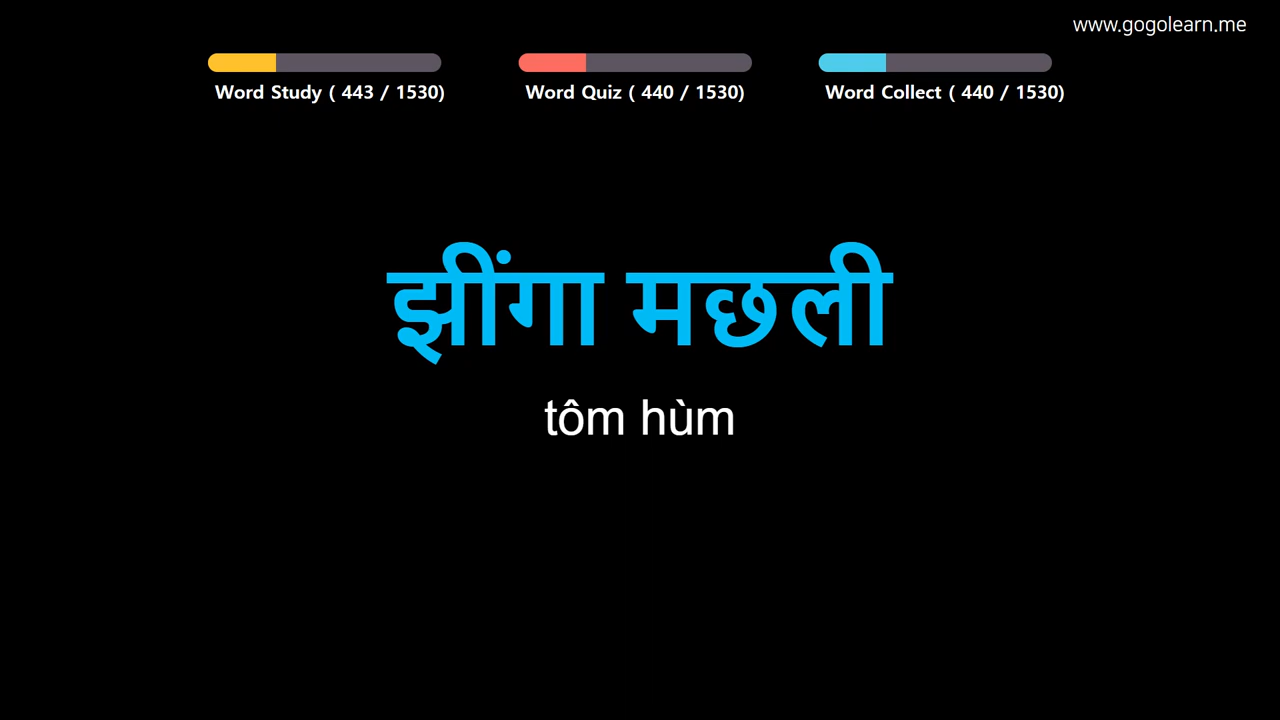 www.gogolearn.me
Word Study ( 443 / 1530)
Word Quiz ( 440 / 1530)
Word Collect ( 440 / 1530)
झींगा मछली
tôm hùm